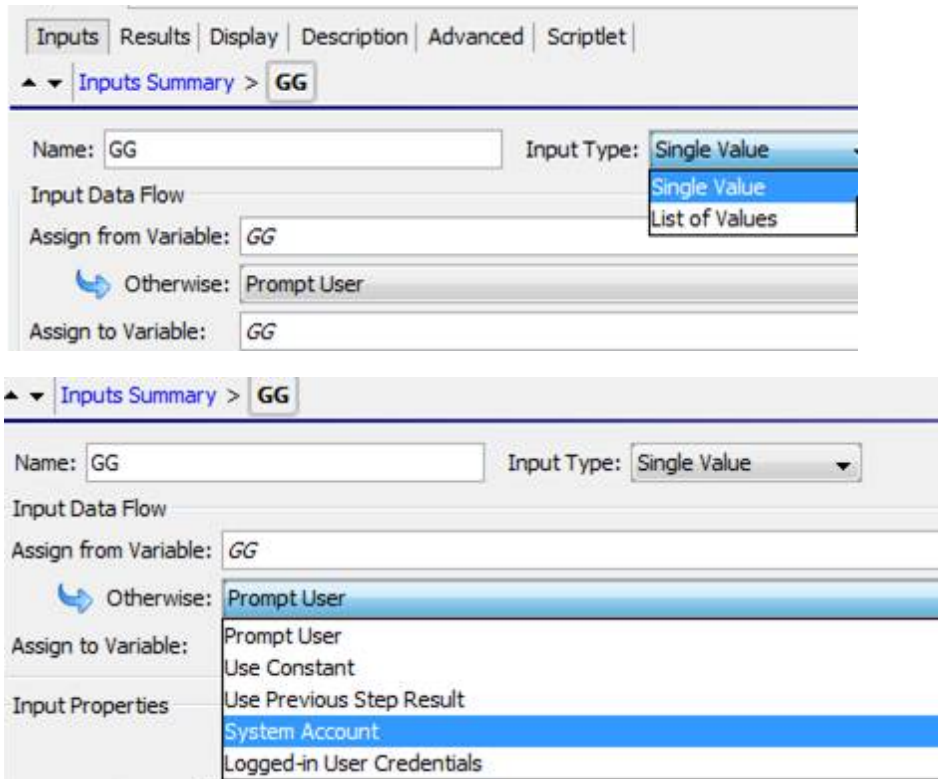 Inputs Results Display Description Advanced Scriptlet
Inputs Summary > GG
Name: GG Input Type: Single Value
Single Value
List of Values
Input Data Flow
Assign from Variable: GG
Otherwise: Prompt User
Assign to Variable: GG
Inputs Summary > GG
Name: GG Input Type: Single Value
Input Data Flow
Assign from Variable: GG
Otherwise: Prompt User
Assign to Variable:
Prompt User
Use Constant
Use Previous Step Result
System Account
Logged-in User Credentials
Input Properties